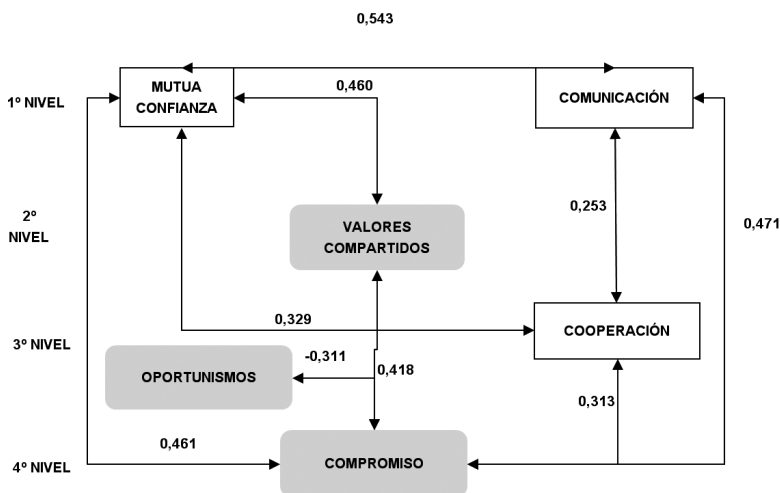 0,543
1º NIVEL
MUTUA
CONFIANZA
0,460
COMUNICACIÓN
2º
NIVEL
VALORES
COMPARTIDOS
0,253
0,471
3º NIVEL
0,329
COOPERACIÓN
OPORTUNISMOS
-0,311
0,418
0,313
4º NIVEL
0,461
COMPROMISO